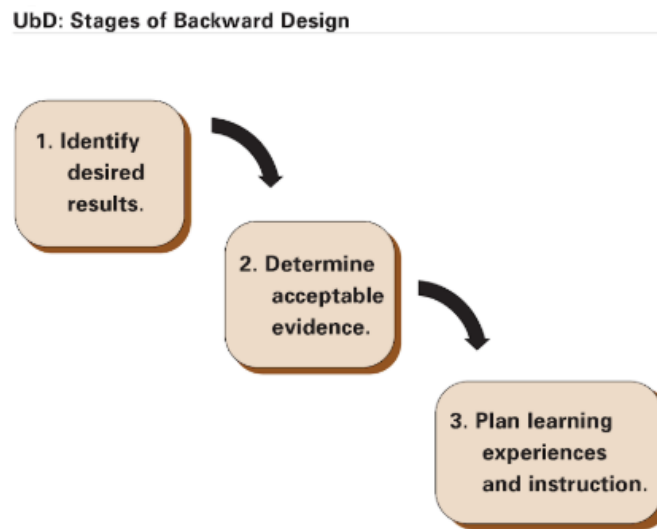 UbD: Stages of Backward Design
1. Identify
desired
results.
2. Determine
acceptable
evidence.
3. Plan learning
experiences
and instruction.